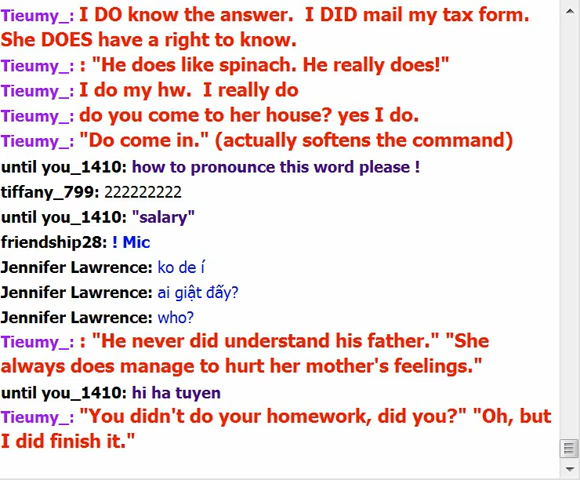 Tieumy_: I DO know the answer.  I DID mail my tax form.
She DOES have a right to know.
Tieumy_: : "He does like spinach. He really does!"
Tieumy_: I do my hw.  I really do
Tieumy_: do you come to her house? yes I do.
Tieumy_: "Do come in." (actually softens the command)
until you_1410: how to pronounce this word please !
tiffany_799: 222222222
until you_1410: "salary"
friendship28: ! Mic
Jennifer Lawrence: ko de í
Jennifer Lawrence: ai giật đấy?
Jennifer Lawrence: who?
Tieumy_: : "He never did understand his father." "She
always does manage to hurt her mother's feelings."
until you_1410: hi ha tuyen
Tieumy_: "You didn't do your homework, did you?" "Oh, but
I did finish it."